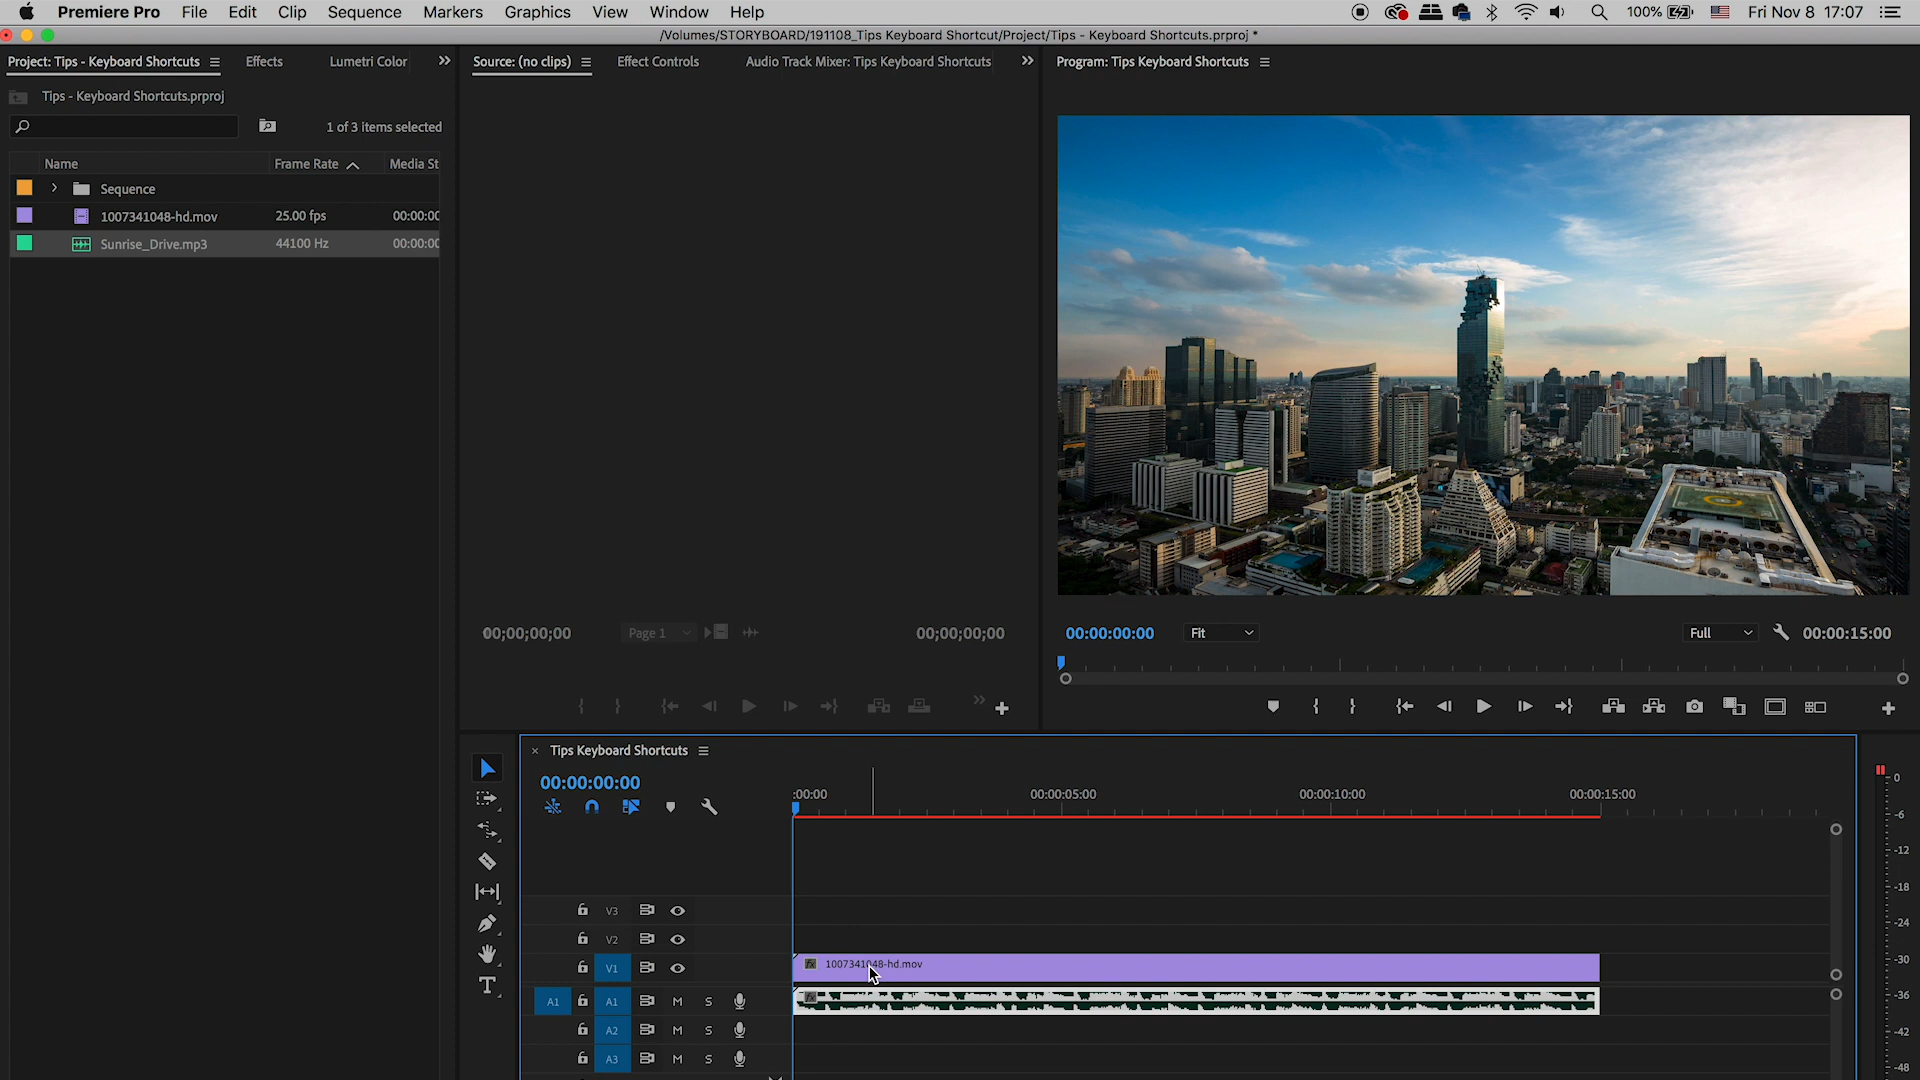 Premiere Pro File Edit Clip Sequence Markers Graphics View Window Help 100% Fri Nov 8 17:07
/Volumes/STORYBOARD/191108_Tips Keyboard Shortcut/Project/Tips - Keyboard Shortcuts.prproj *
Project: Tips - Keyboard Shortcuts Effects Lumetri Color Source: (no clips) Effect Controls Audio Track Mixer: Tips Keyboard Shortcuts Program: Tips Keyboard Shortcuts
Tips - Keyboard Shortcuts.prproj
1 of 3 items selected
Name Frame Rate Media St
Sequence
1007341048-hd.mov 25.00 fps 00:00:00
Sunrise_Drive.mp3 44100 Hz 00:00:00
00;00;00;00 Page 1 00;00;00;00 00:00:00:00 Fit Full 00:00:15:00
Tips Keyboard Shortcuts
00:00:00:00
:00:00 00:00:05:00 00:00:10:00 00:00:15:00
V3
V2
V1 fx 1007341048-hd.mov
A1 A1 M S fx
A2 M S
A3 M S
0
-6
-12
-18
-24
-30
-36
-42
-48